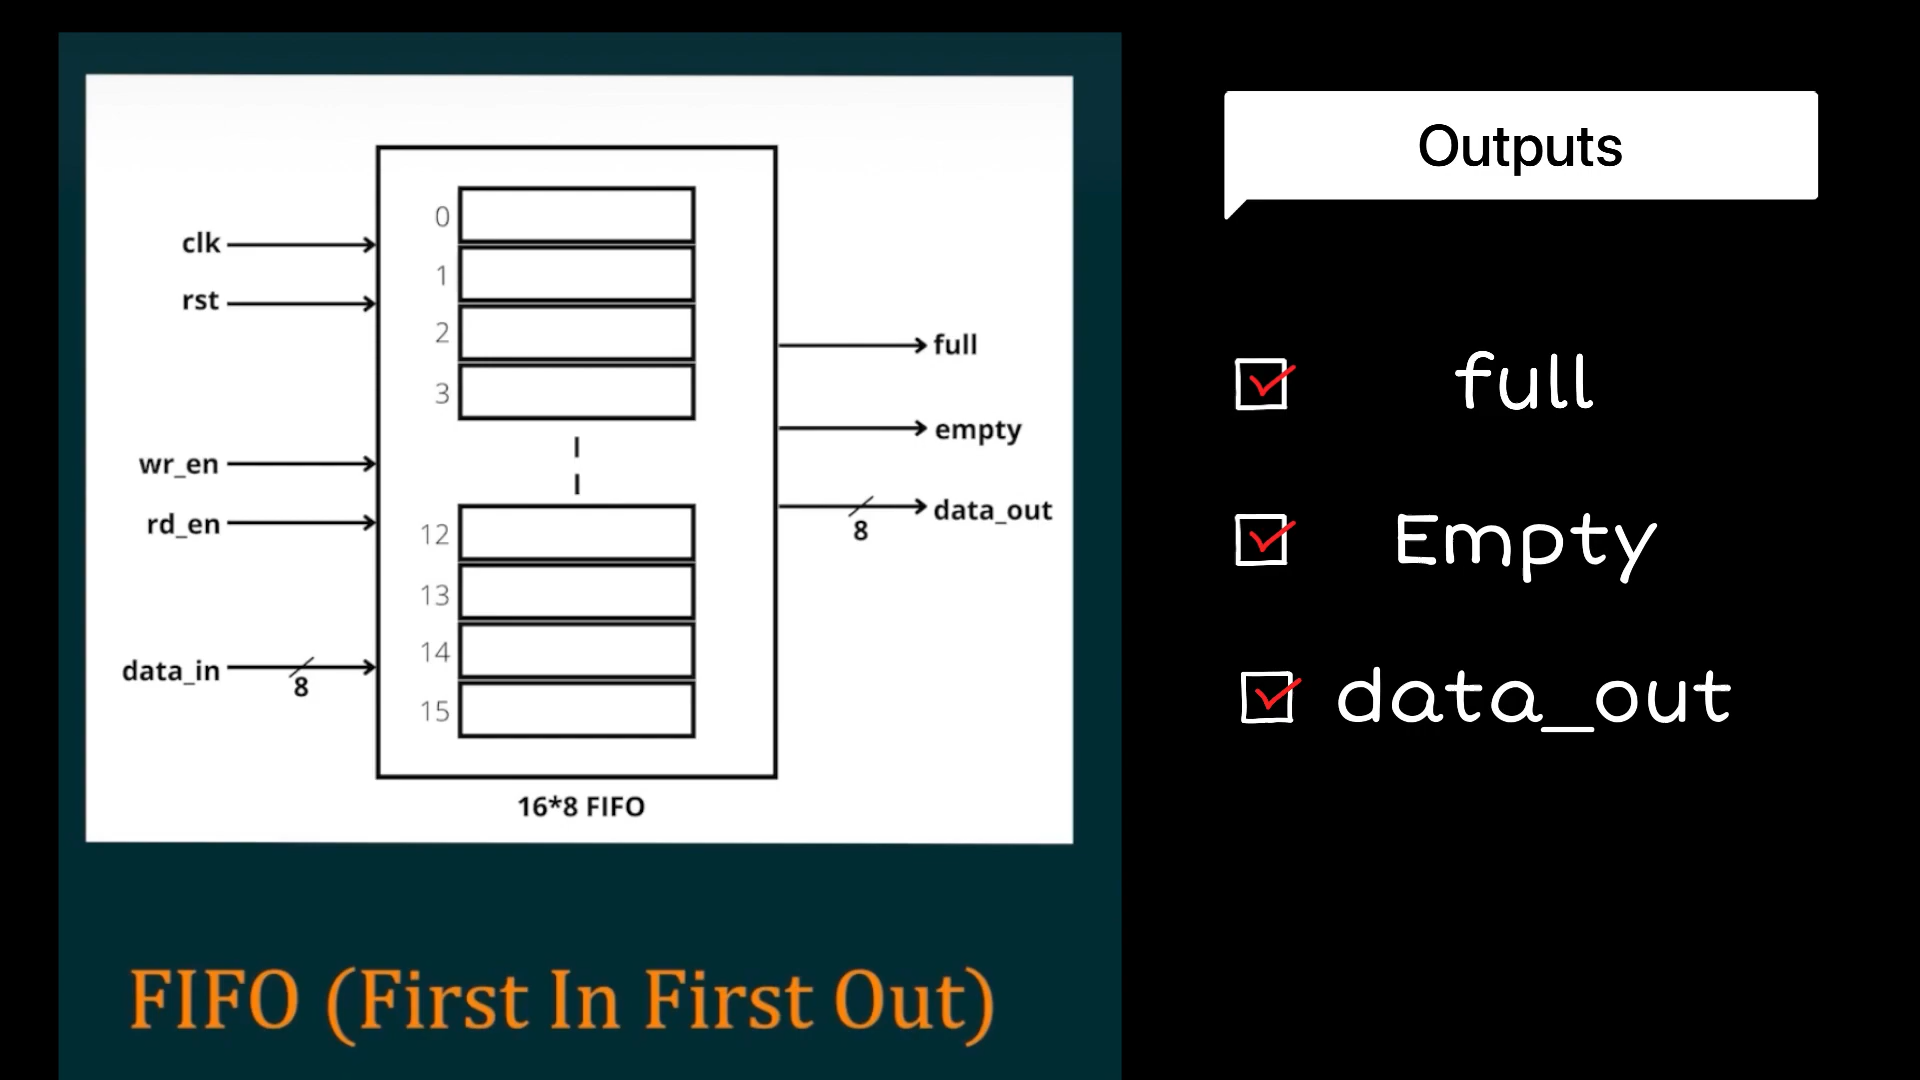 clk
rst
wr_en
rd_en
data_in
8
0
1
2
3
12
13
14
15
full
empty
data_out
8
16*8 FIFO
FIFO (First In First Out)
Outputs
full
Empty
data_out